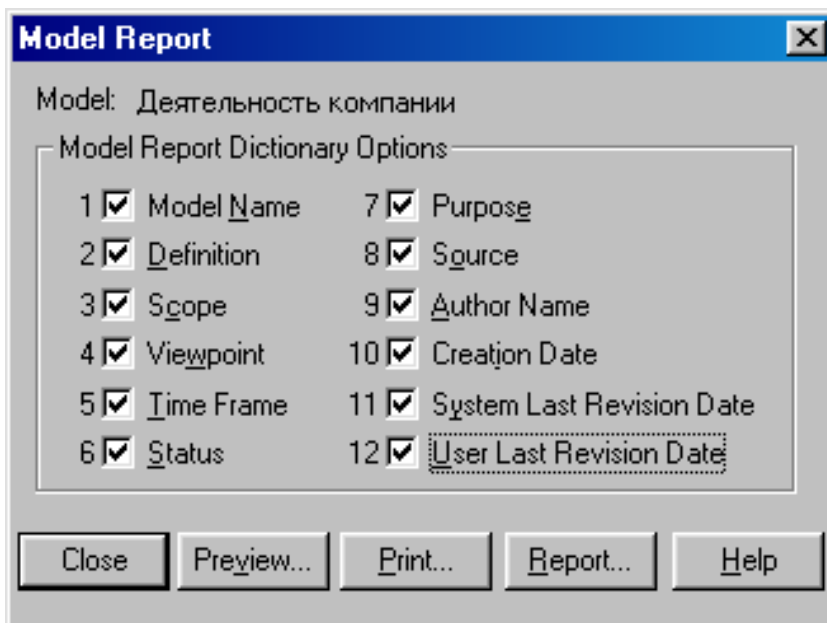 Model Report
Model: Деятельность компании
Model Report Dictionary Options
1 Model Name 7 Purpose
2 Definition 8 Source
3 Scope 9 Author Name
4 Viewpoint 10 Creation Date
5 Time Frame 11 System Last Revision Date
6 Status 12 User Last Revision Date
Close Preview... Print... Report... Help